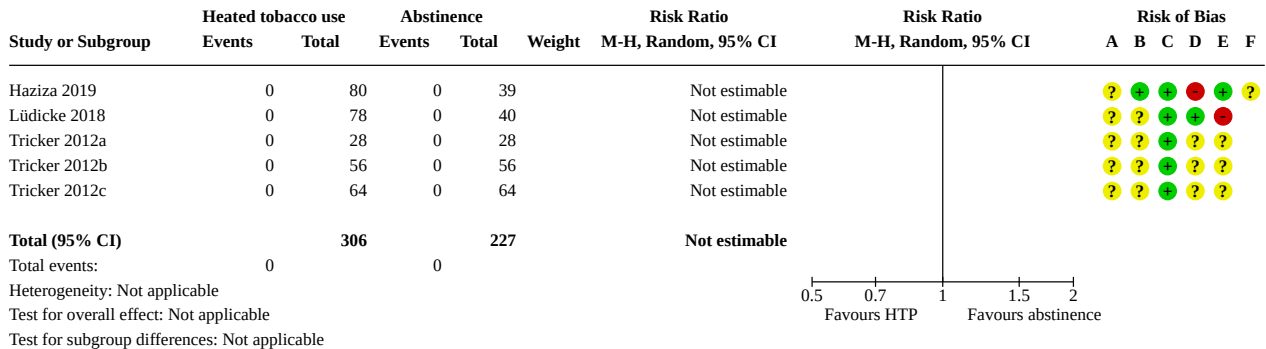 Heated tobacco use Abstinence Risk Ratio Risk Ratio Risk of Bias
Study or Subgroup Events Total Events Total Weight M-H, Random, 95% CI M-H, Random, 95% CI A B C D E F
Haziza 2019 0 80 0 39 Not estimable ? + + - + ?
Lüdicke 2018 0 78 0 40 Not estimable ? ? + + -
Tricker 2012a 0 28 0 28 Not estimable ? ? + ? ?
Tricker 2012b 0 56 0 56 Not estimable ? ? + ? ?
Tricker 2012c 0 64 0 64 Not estimable ? ? + ? ?
Total (95% CI) 306 227 Not estimable
Total events: 0 0
Heterogeneity: Not applicable
0.5 0.7 1 1.5 2
Test for overall effect: Not applicable Favours HTP Favours abstinence
Test for subgroup differences: Not applicable